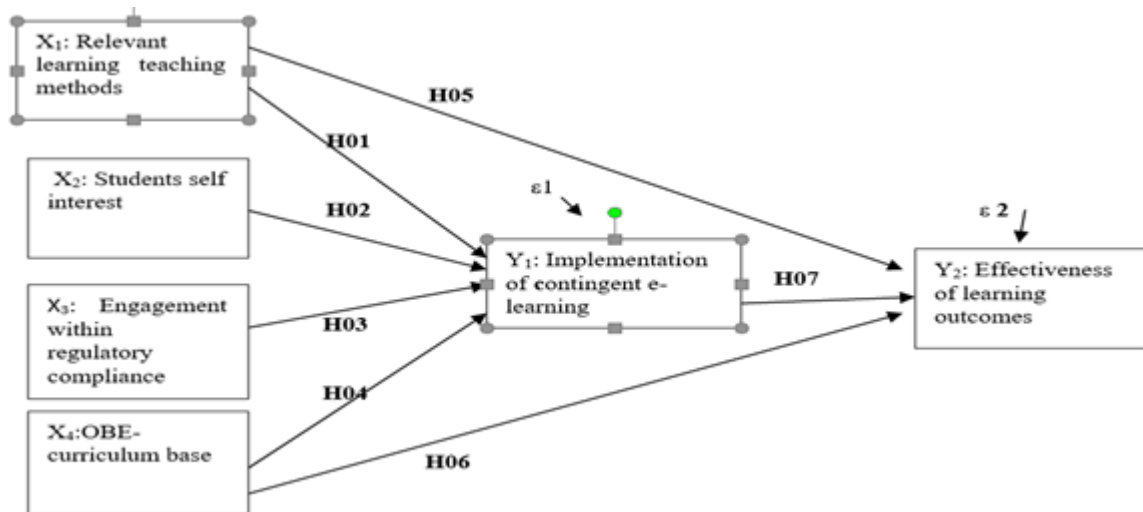 X₁: Relevant
learning teaching
methods
H05
H01
X₂: Students self
interest
H02
ε1
ε 2
Y₁: Implementation
of contingent e-
learning
H07
Y₂: Effectiveness
of learning
outcomes
X₃: Engagement
within
regulatory
compliance
H03
H04
X₄:OBE-
curriculum base
H06